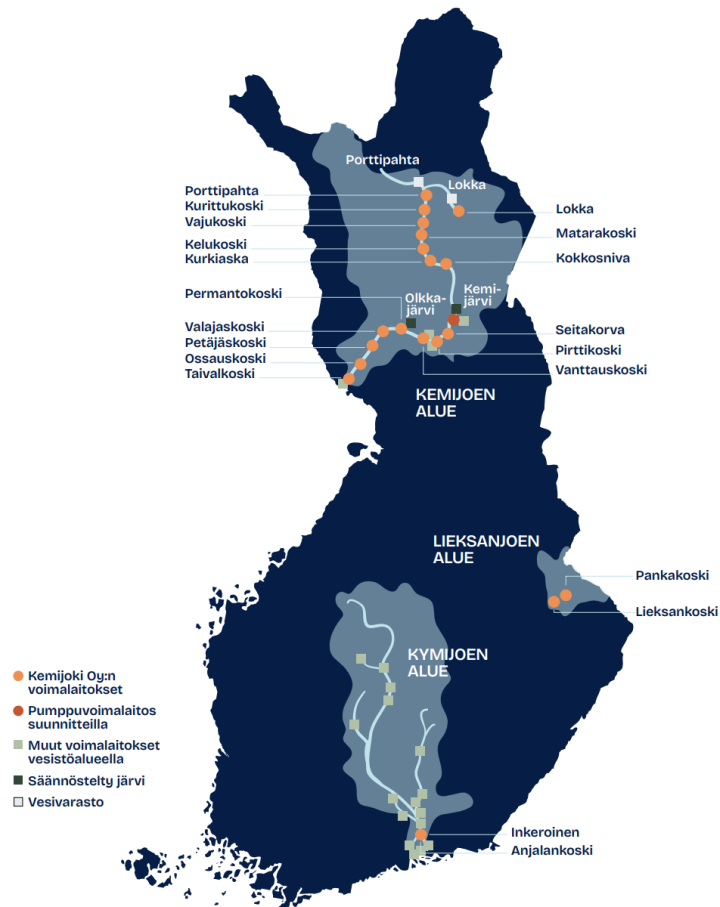 Porttipahta
Lokka
Porttipahta
Kurittukoski
Vajukoski
Kelukoski
Kurkiaska
Permantokoski
Valajaskoski
Petäjäskoski
Ossauskoski
Taivalkoski
Lokka
Matarakoski
Kokkosniva
Olkka-
järvi
Kemi-
järvi
Seitakorva
Pirttikoski
Vanttauskoski
KEMIJOEN
ALUE
LIEKSANJOEN
ALUE
Pankakoski
Lieksankoski
KYMIJOEN
ALUE
Kemijoki Oy:n
voimalaitokset
Pumppuvoimalaitos
suunnitteilla
Muut voimalaitokset
vesistöalueella
Säännöstelty järvi
Vesivarasto
Inkeroinen
Anjalankoski